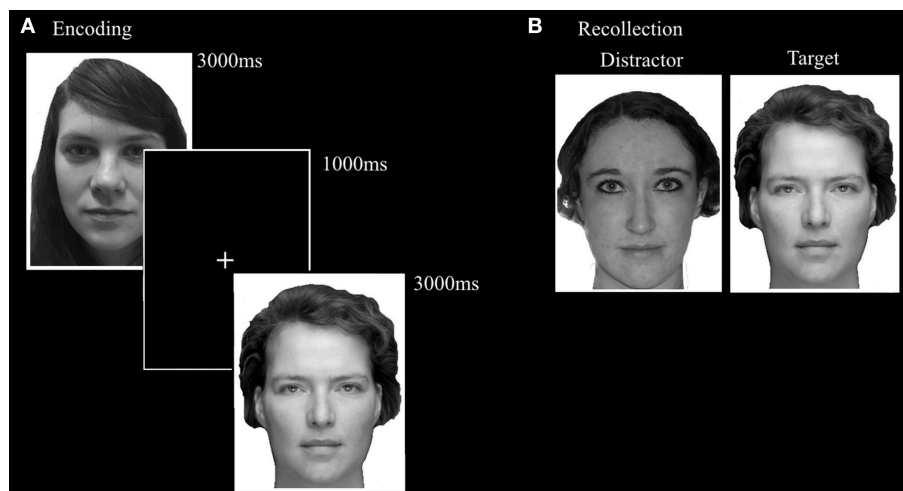 A Encoding
3000ms
1000ms
3000ms
B Recollection
Distractor Target